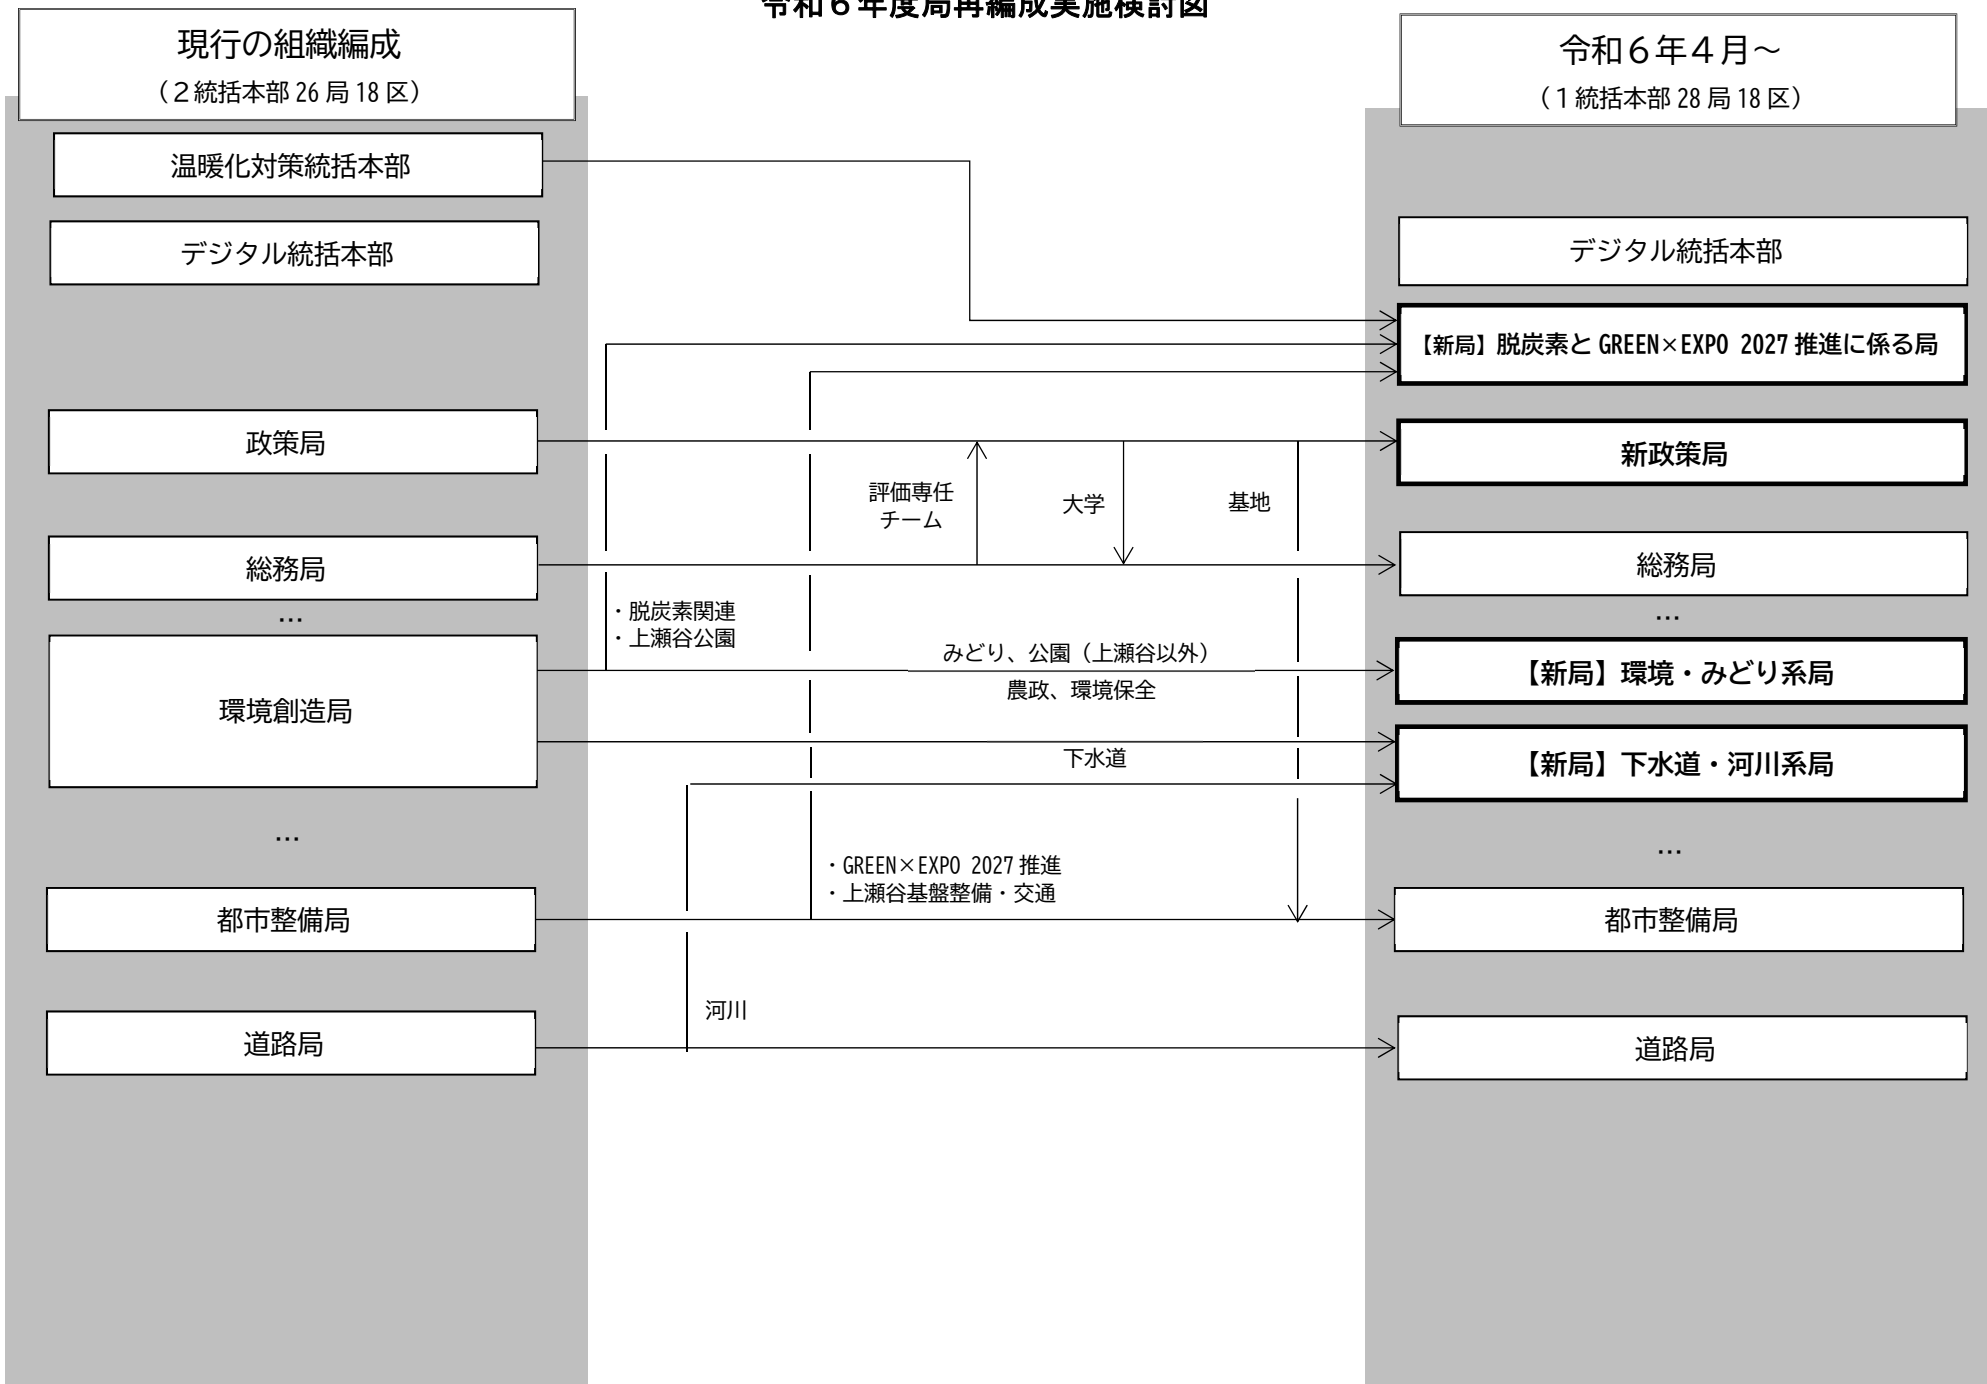 令和６年度局再編成実施検討図
現行の組織編成
（２統括本部 26 局 18 区）
温暖化対策統括本部
デジタル統括本部
政策局
総務局
…
環境創造局
…
都市整備局
道路局
評価専任
チーム
大学
基地
・脱炭素関連
・上瀬谷公園
みどり、公園（上瀬谷以外）
農政、環境保全
下水道
・GREEN×EXPO 2027 推進
・上瀬谷基盤整備・交通
河川
令和６年４月～
（１統括本部 28 局 18 区）
デジタル統括本部
【新局】脱炭素と GREEN×EXPO 2027 推進に係る局
新政策局
総務局
…
【新局】環境・みどり系局
【新局】下水道・河川系局
…
都市整備局
道路局